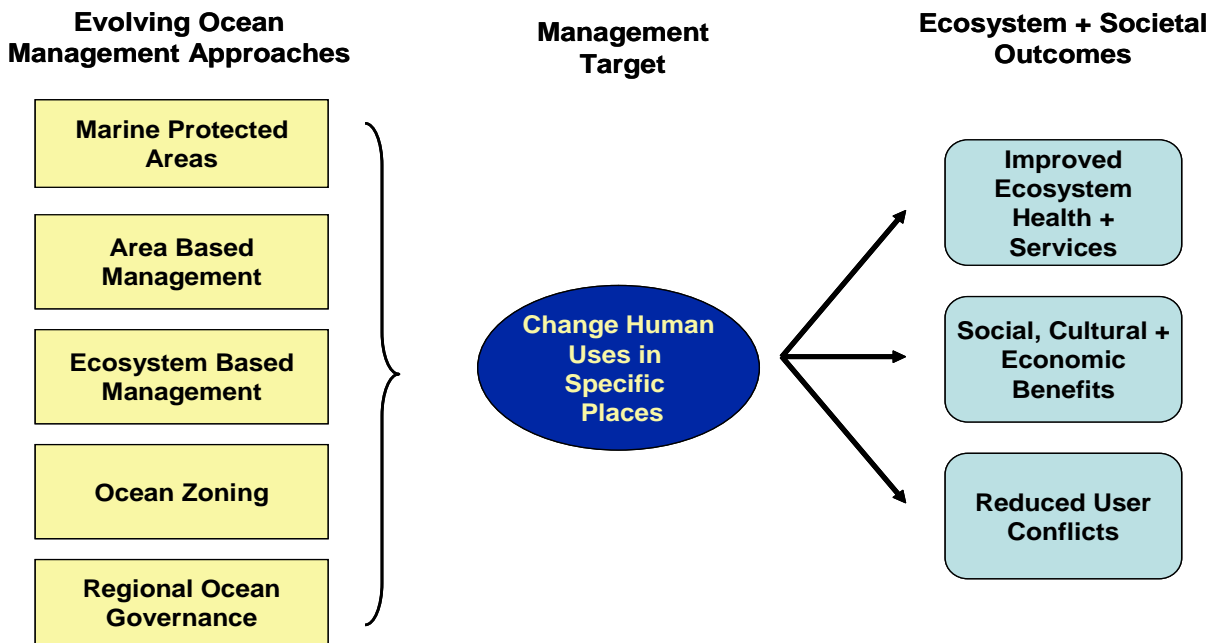 Evolving Ocean
Management Approaches
Management
Target
Ecosystem + Societal
Outcomes
Marine Protected
Areas
Area Based
Management
Ecosystem Based
Management
Ocean Zoning
Regional Ocean
Governance
Change Human
Uses in
Specific
Places
Improved
Ecosystem
Health +
Services
Social, Cultural +
Economic
Benefits
Reduced User
Conflicts